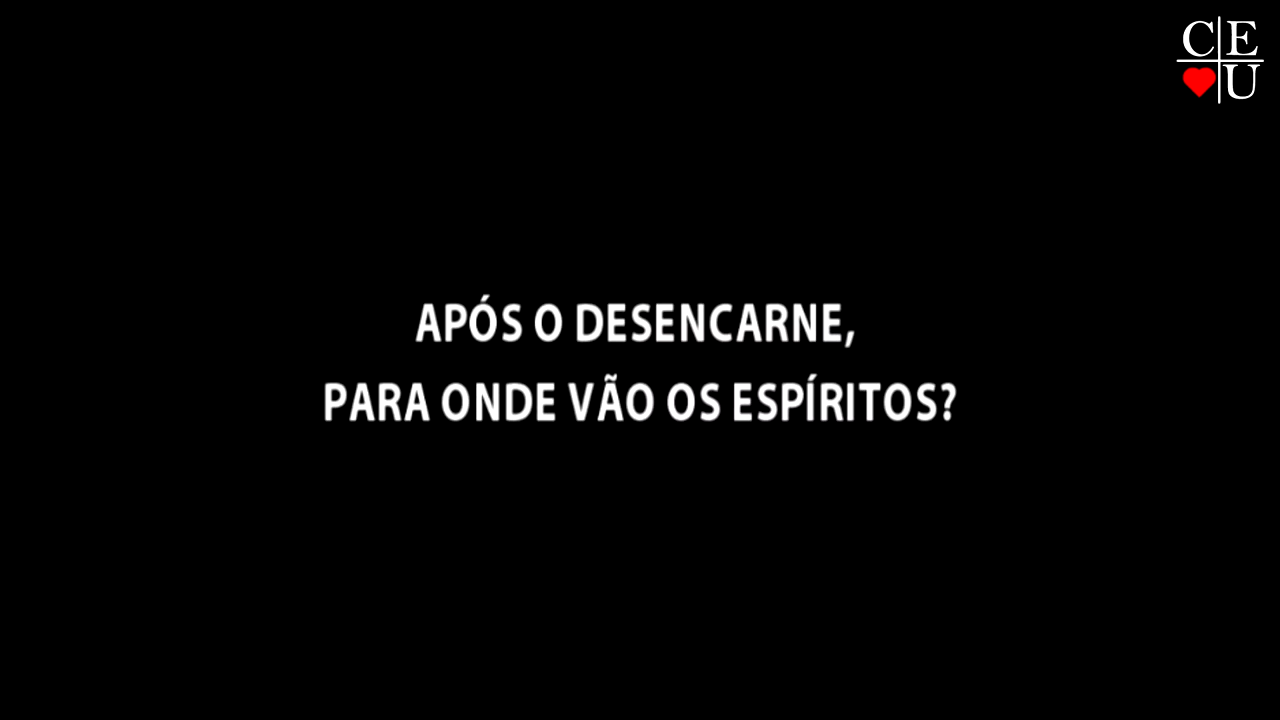 CE
U
APÓS O DESENCARNE,
PARA ONDE VÃO OS ESPÍRITOS?